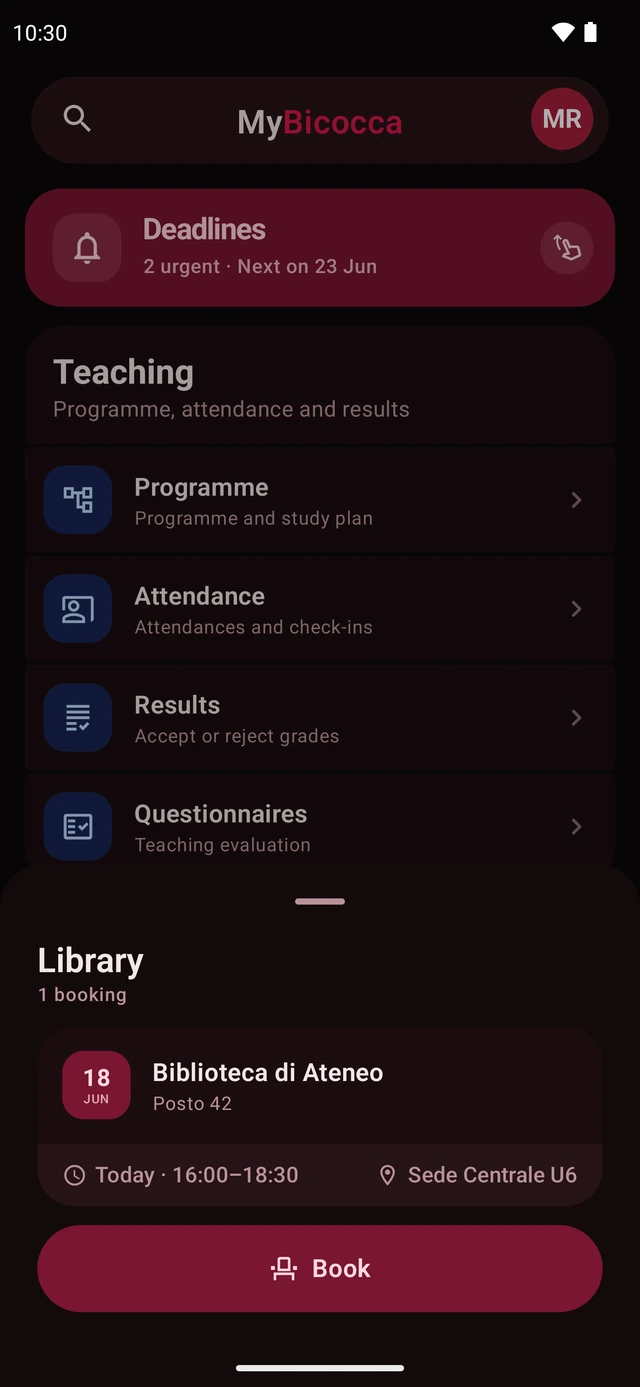 10:30
MyBicocca
MR
Deadlines
2 urgent · Next on 23 Jun
Teaching
Programme, attendance and results
Programme
Programme and study plan
Attendance
Attendances and check-ins
Results
Accept or reject grades
Questionnaires
Teaching evaluation
Library
1 booking
18
JUN
Biblioteca di Ateneo
Posto 42
Today · 16:00–18:30
Sede Centrale U6
Book